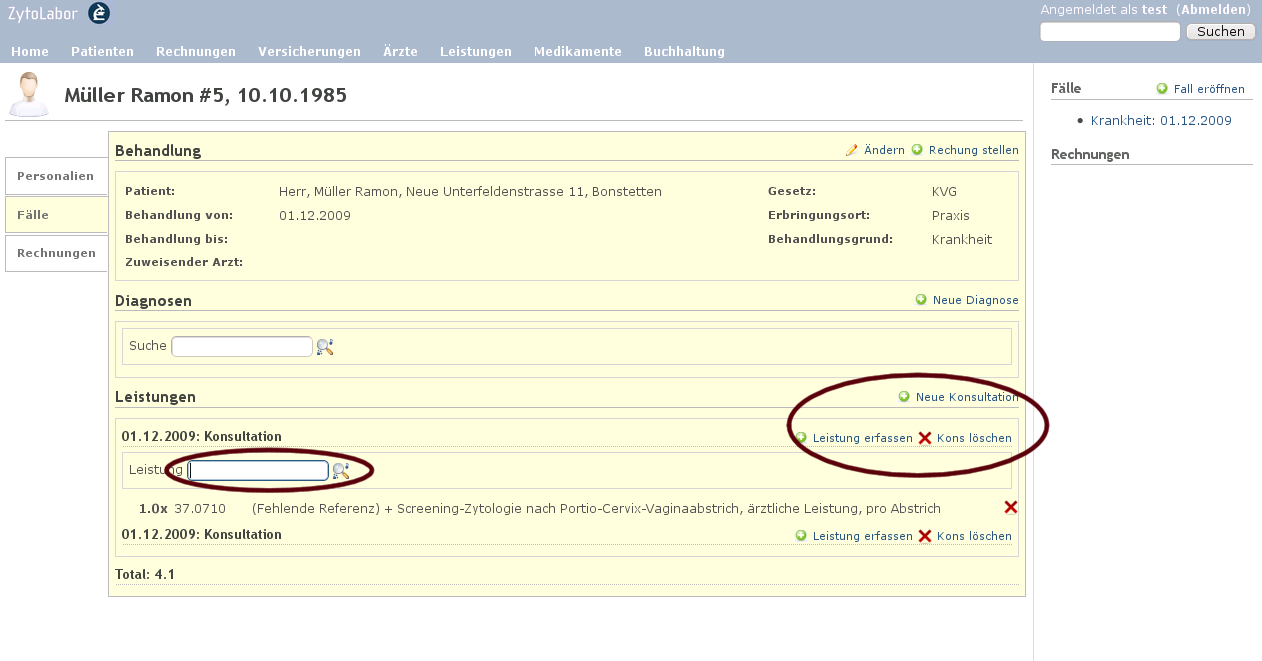 ZytoLabor
Angemeldet als test (Abmelden)
Suchen
Home Patienten Rechnungen Versicherungen Ärzte Leistungen Medikamente Buchhaltung
Müller Ramon #5, 10.10.1985
Personalien
Fälle
Rechnungen
Behandlung Ändern Rechung stellen
Patient: Herr, Müller Ramon, Neue Unterfeldenstrasse 11, Bonstetten Gesetz: KVG
Behandlung von: 01.12.2009 Erbringungsort: Praxis
Behandlung bis: Behandlungsgrund: Krankheit
Zuweisender Arzt:
Diagnosen Neue Diagnose
Suche
Leistungen Neue Konsultation
01.12.2009: Konsultation Leistung erfassen Kons löschen
Leistung
1.0x 37.0710 (Fehlende Referenz) + Screening-Zytologie nach Portio-Cervix-Vaginaabstrich, ärztliche Leistung, pro Abstrich
01.12.2009: Konsultation Leistung erfassen Kons löschen
Total: 4.1
Fälle Fall eröffnen
• Krankheit: 01.12.2009
Rechnungen